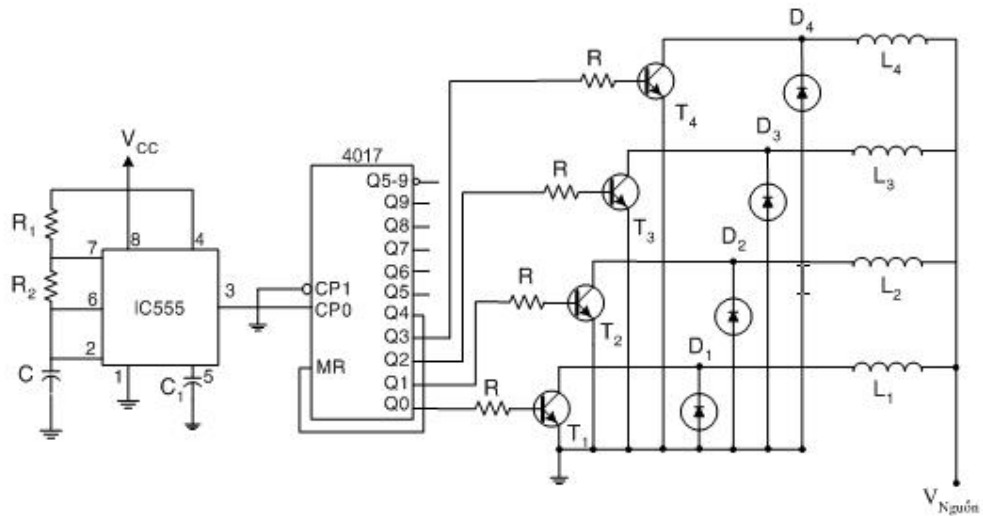 D4
L4
R
T4
D3
L3
VCC
4017
R
T3
Q5-9
Q9
Q8
Q7
Q6
Q5
Q4
Q3
Q2
Q1
Q0
CP1
CP0
MR
R1
7
8
4
R2
6
IC555
3
2
C
1
C1
5
D2
L2
R
T2
D1
L1
R
T1
VNguồn